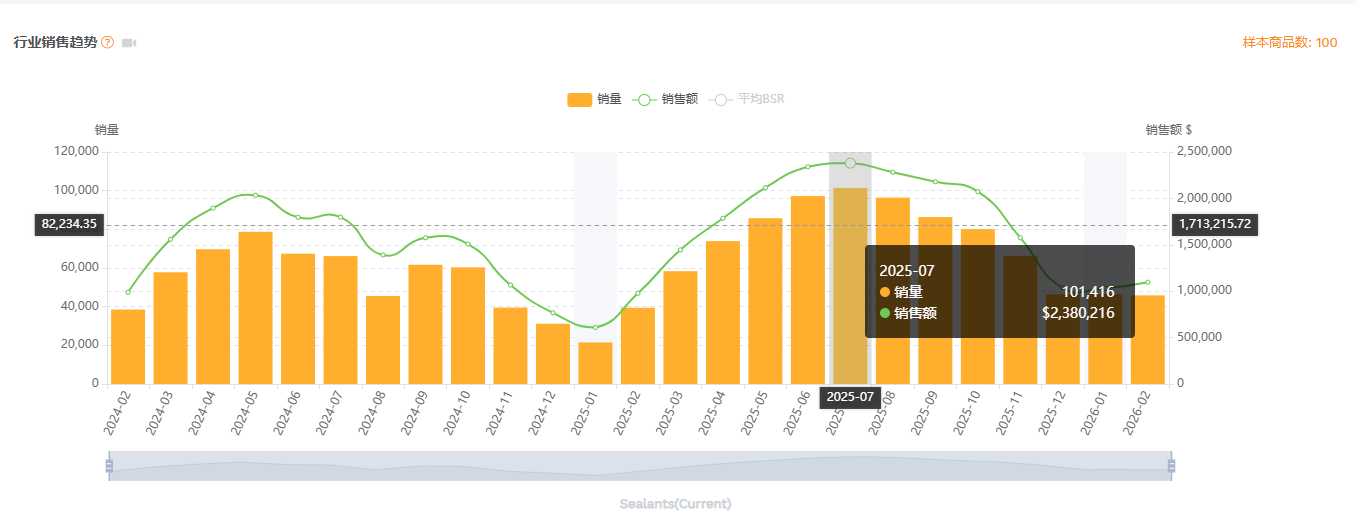 行业销售趋势 ?
样本商品数: 100
销量 销售额 平均BSR
销量 销售额 $
120,000 2,500,000
100,000 2,000,000
82,234.35 1,713,215.72
1,500,000
60,000
40,000 1,000,000
20,000 500,000
0 0
2025-07
销量 101,416
销售额 $2,380,216
2024-02 2024-03 2024-04 2024-05 2024-06 2024-07 2024-08 2024-09 2024-10 2024-11 2024-12 2025-01 2025-02 2025-03 2025-04 2025-05 2025-06 2025-07 2025-08 2025-09 2025-10 2025-11 2025-12 2026-01 2026-02
Sealants(Current)